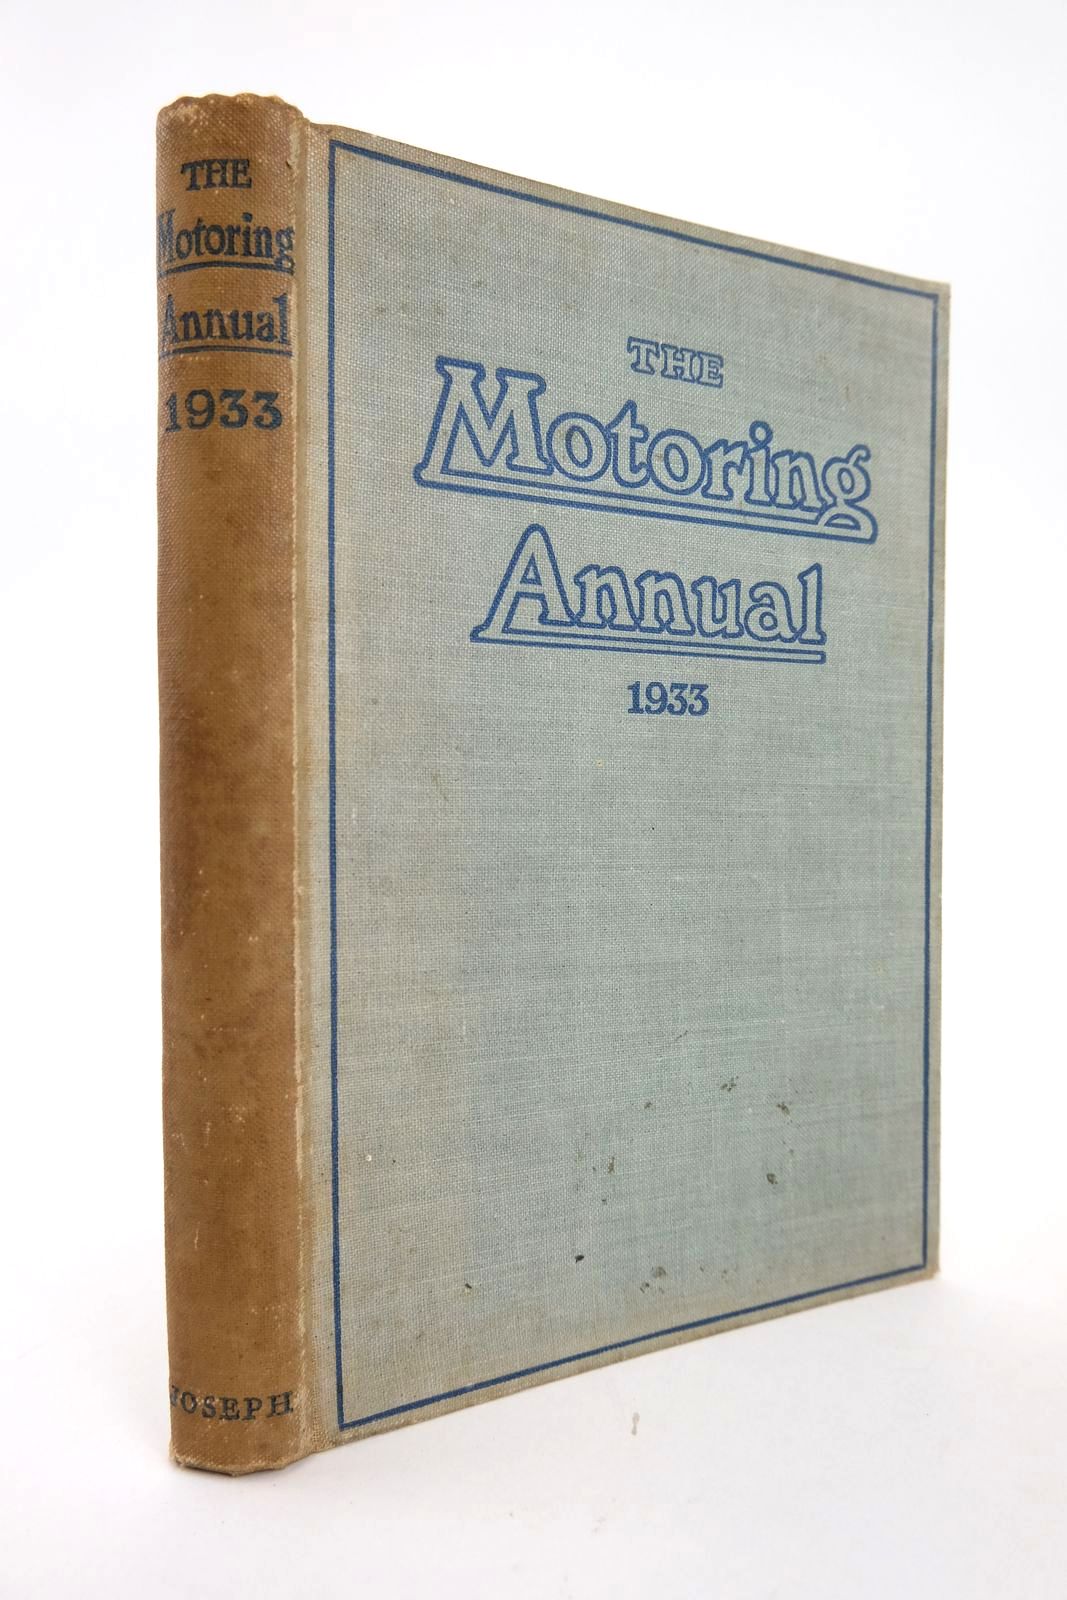 THE
Motoring
Annual
1933
JOSEPH
THE
Motoring
Annual
1933